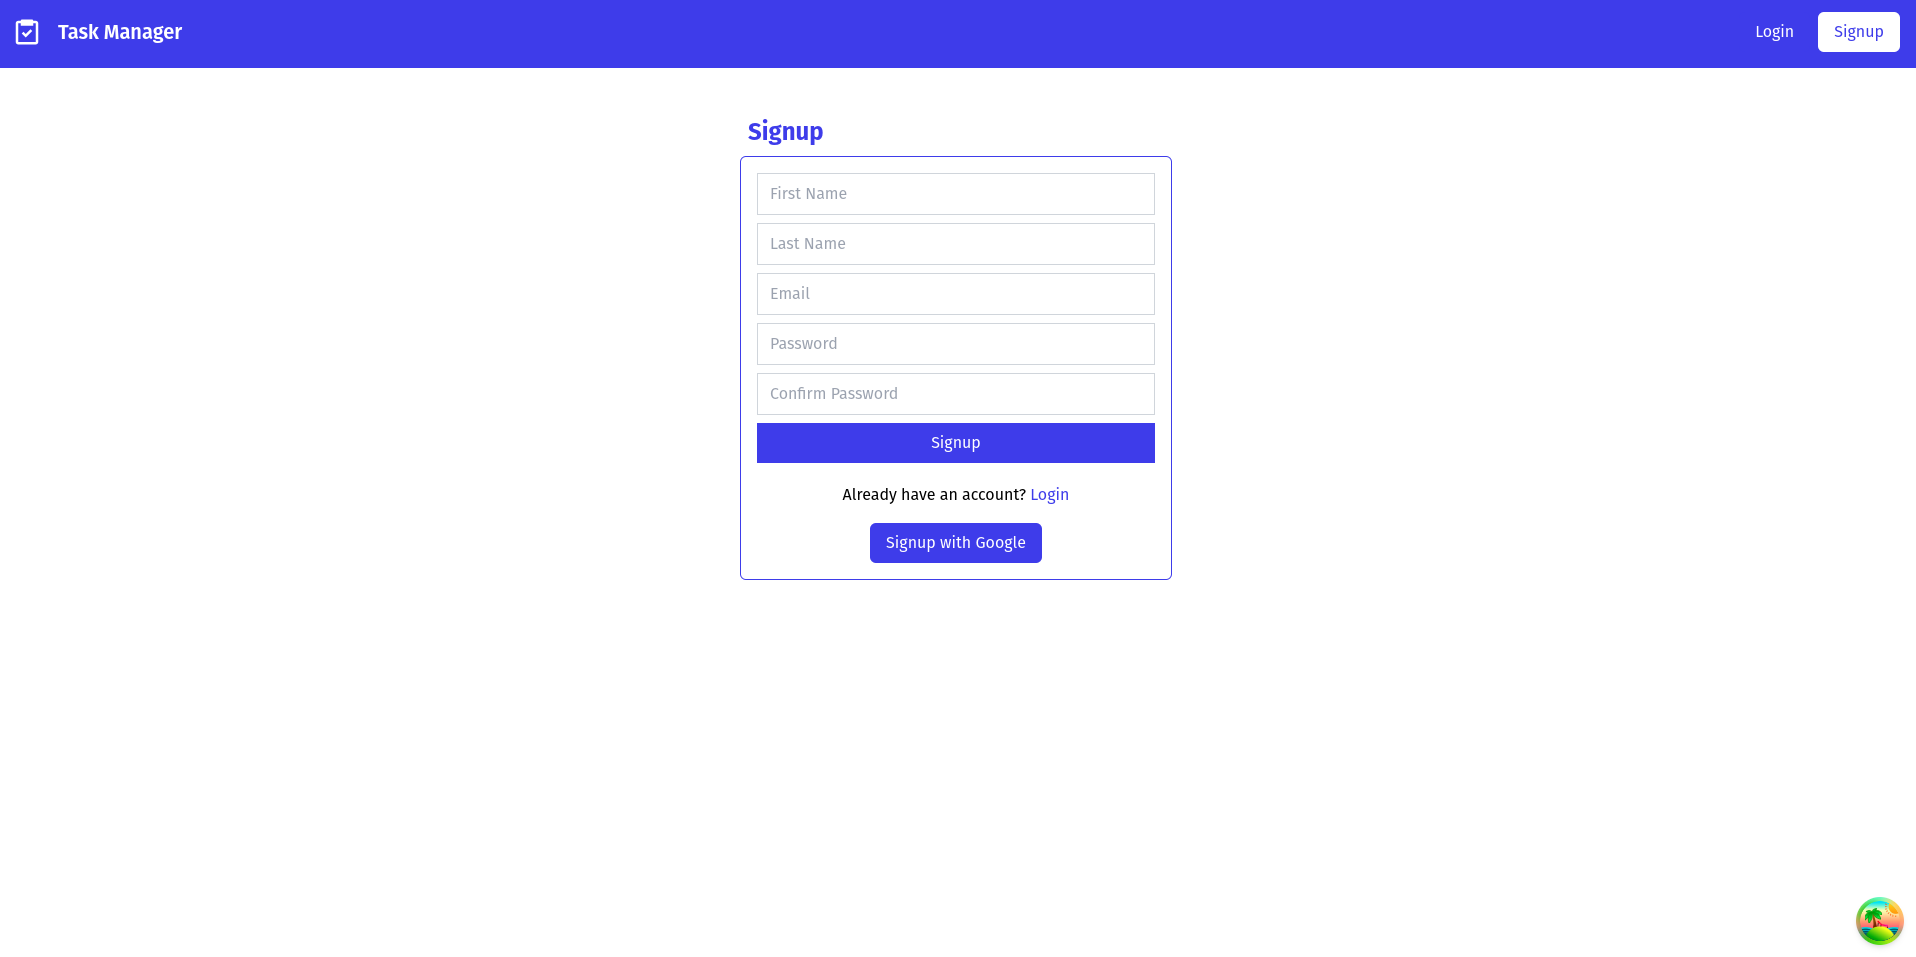 Task Manager
Login
Signup
Signup
First Name
Last Name
Email
Password
Confirm Password
Signup
Already have an account? Login
Signup with Google